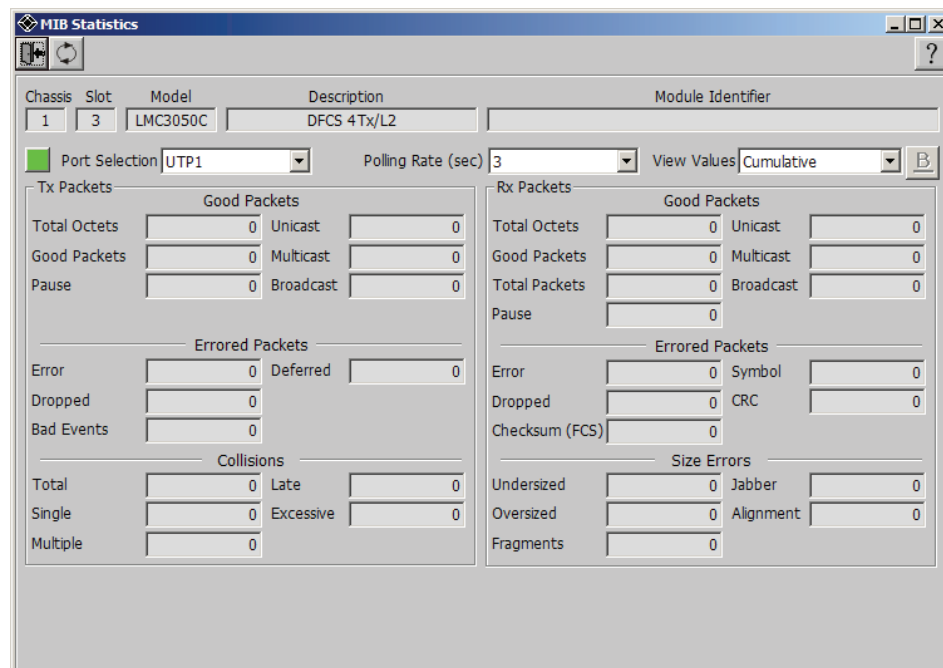 MIB Statistics
?
Chassis Slot Model Description Module Identifier
1 3 LMC3050C DFCS 4Tx/L2
Port Selection UTP1 Polling Rate (sec) 3 View Values Cumulative B
Tx Packets
Good Packets
Total Octets 0 Unicast 0
Good Packets 0 Multicast 0
Pause 0 Broadcast 0
Errored Packets
Error 0 Deferred 0
Dropped 0
Bad Events 0
Collisions
Total 0 Late 0
Single 0 Excessive 0
Multiple 0
Rx Packets
Good Packets
Total Octets 0 Unicast 0
Good Packets 0 Multicast 0
Total Packets 0 Broadcast 0
Pause 0
Errored Packets
Error 0 Symbol 0
Dropped 0 CRC 0
Checksum (FCS) 0
Size Errors
Undersized 0 Jabber 0
Oversized 0 Alignment 0
Fragments 0